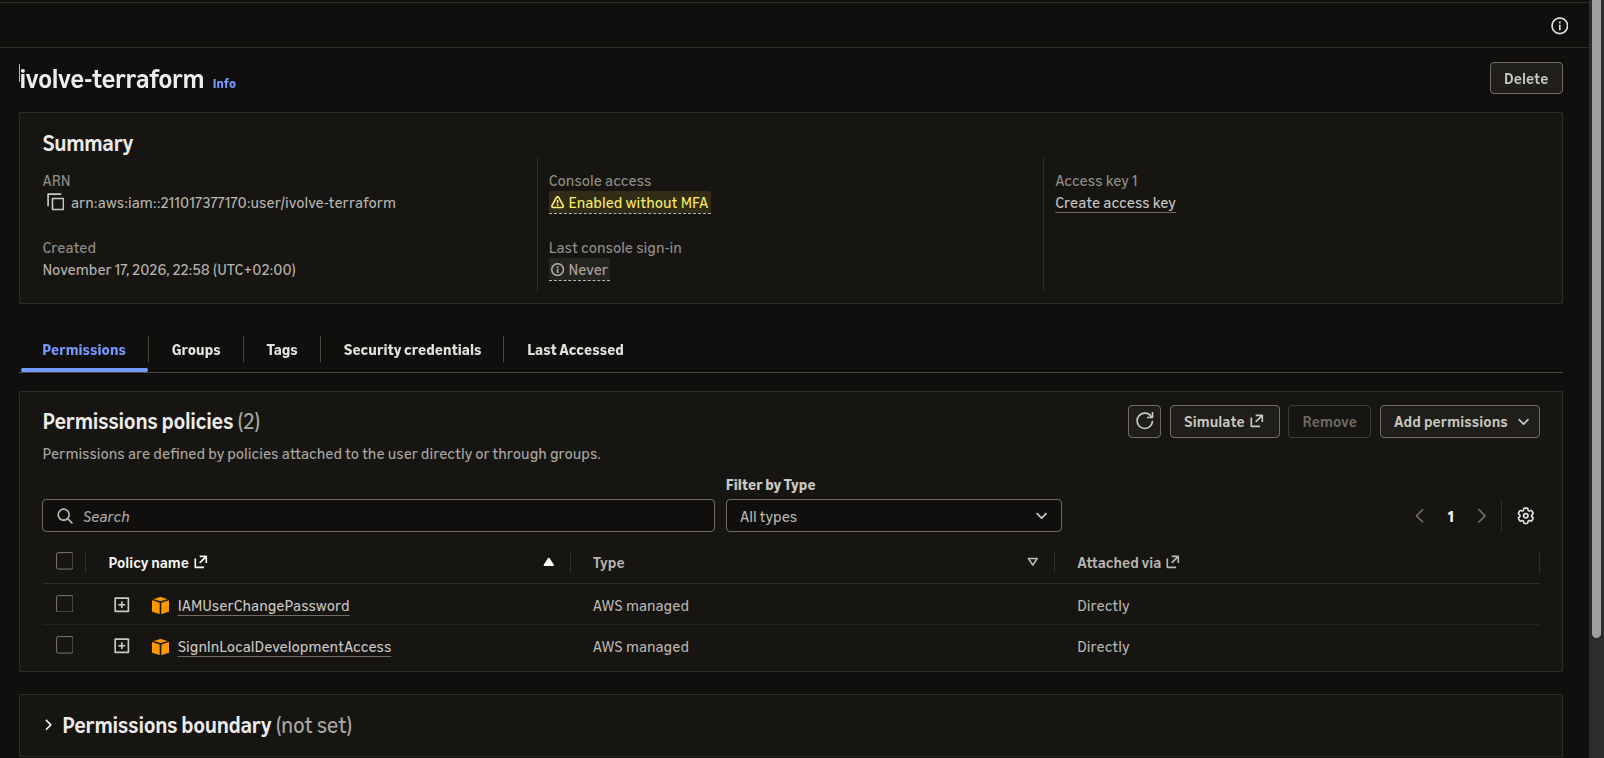 ivolve-terraform Info
Delete
Summary
ARN
arn:aws:iam::211017377170:user/ivolve-terraform
Created
November 17, 2026, 22:58 (UTC+02:00)
Console access
Enabled without MFA
Last console sign-in
Never
Access key 1
Create access key
Permissions Groups Tags Security credentials Last Accessed
Permissions policies (2)
Simulate Remove Add permissions
Permissions are defined by policies attached to the user directly or through groups.
Filter by Type
Search All types 1
Policy name Type Attached via
IAMUserChangePassword AWS managed Directly
SignInLocalDevelopmentAccess AWS managed Directly
Permissions boundary (not set)